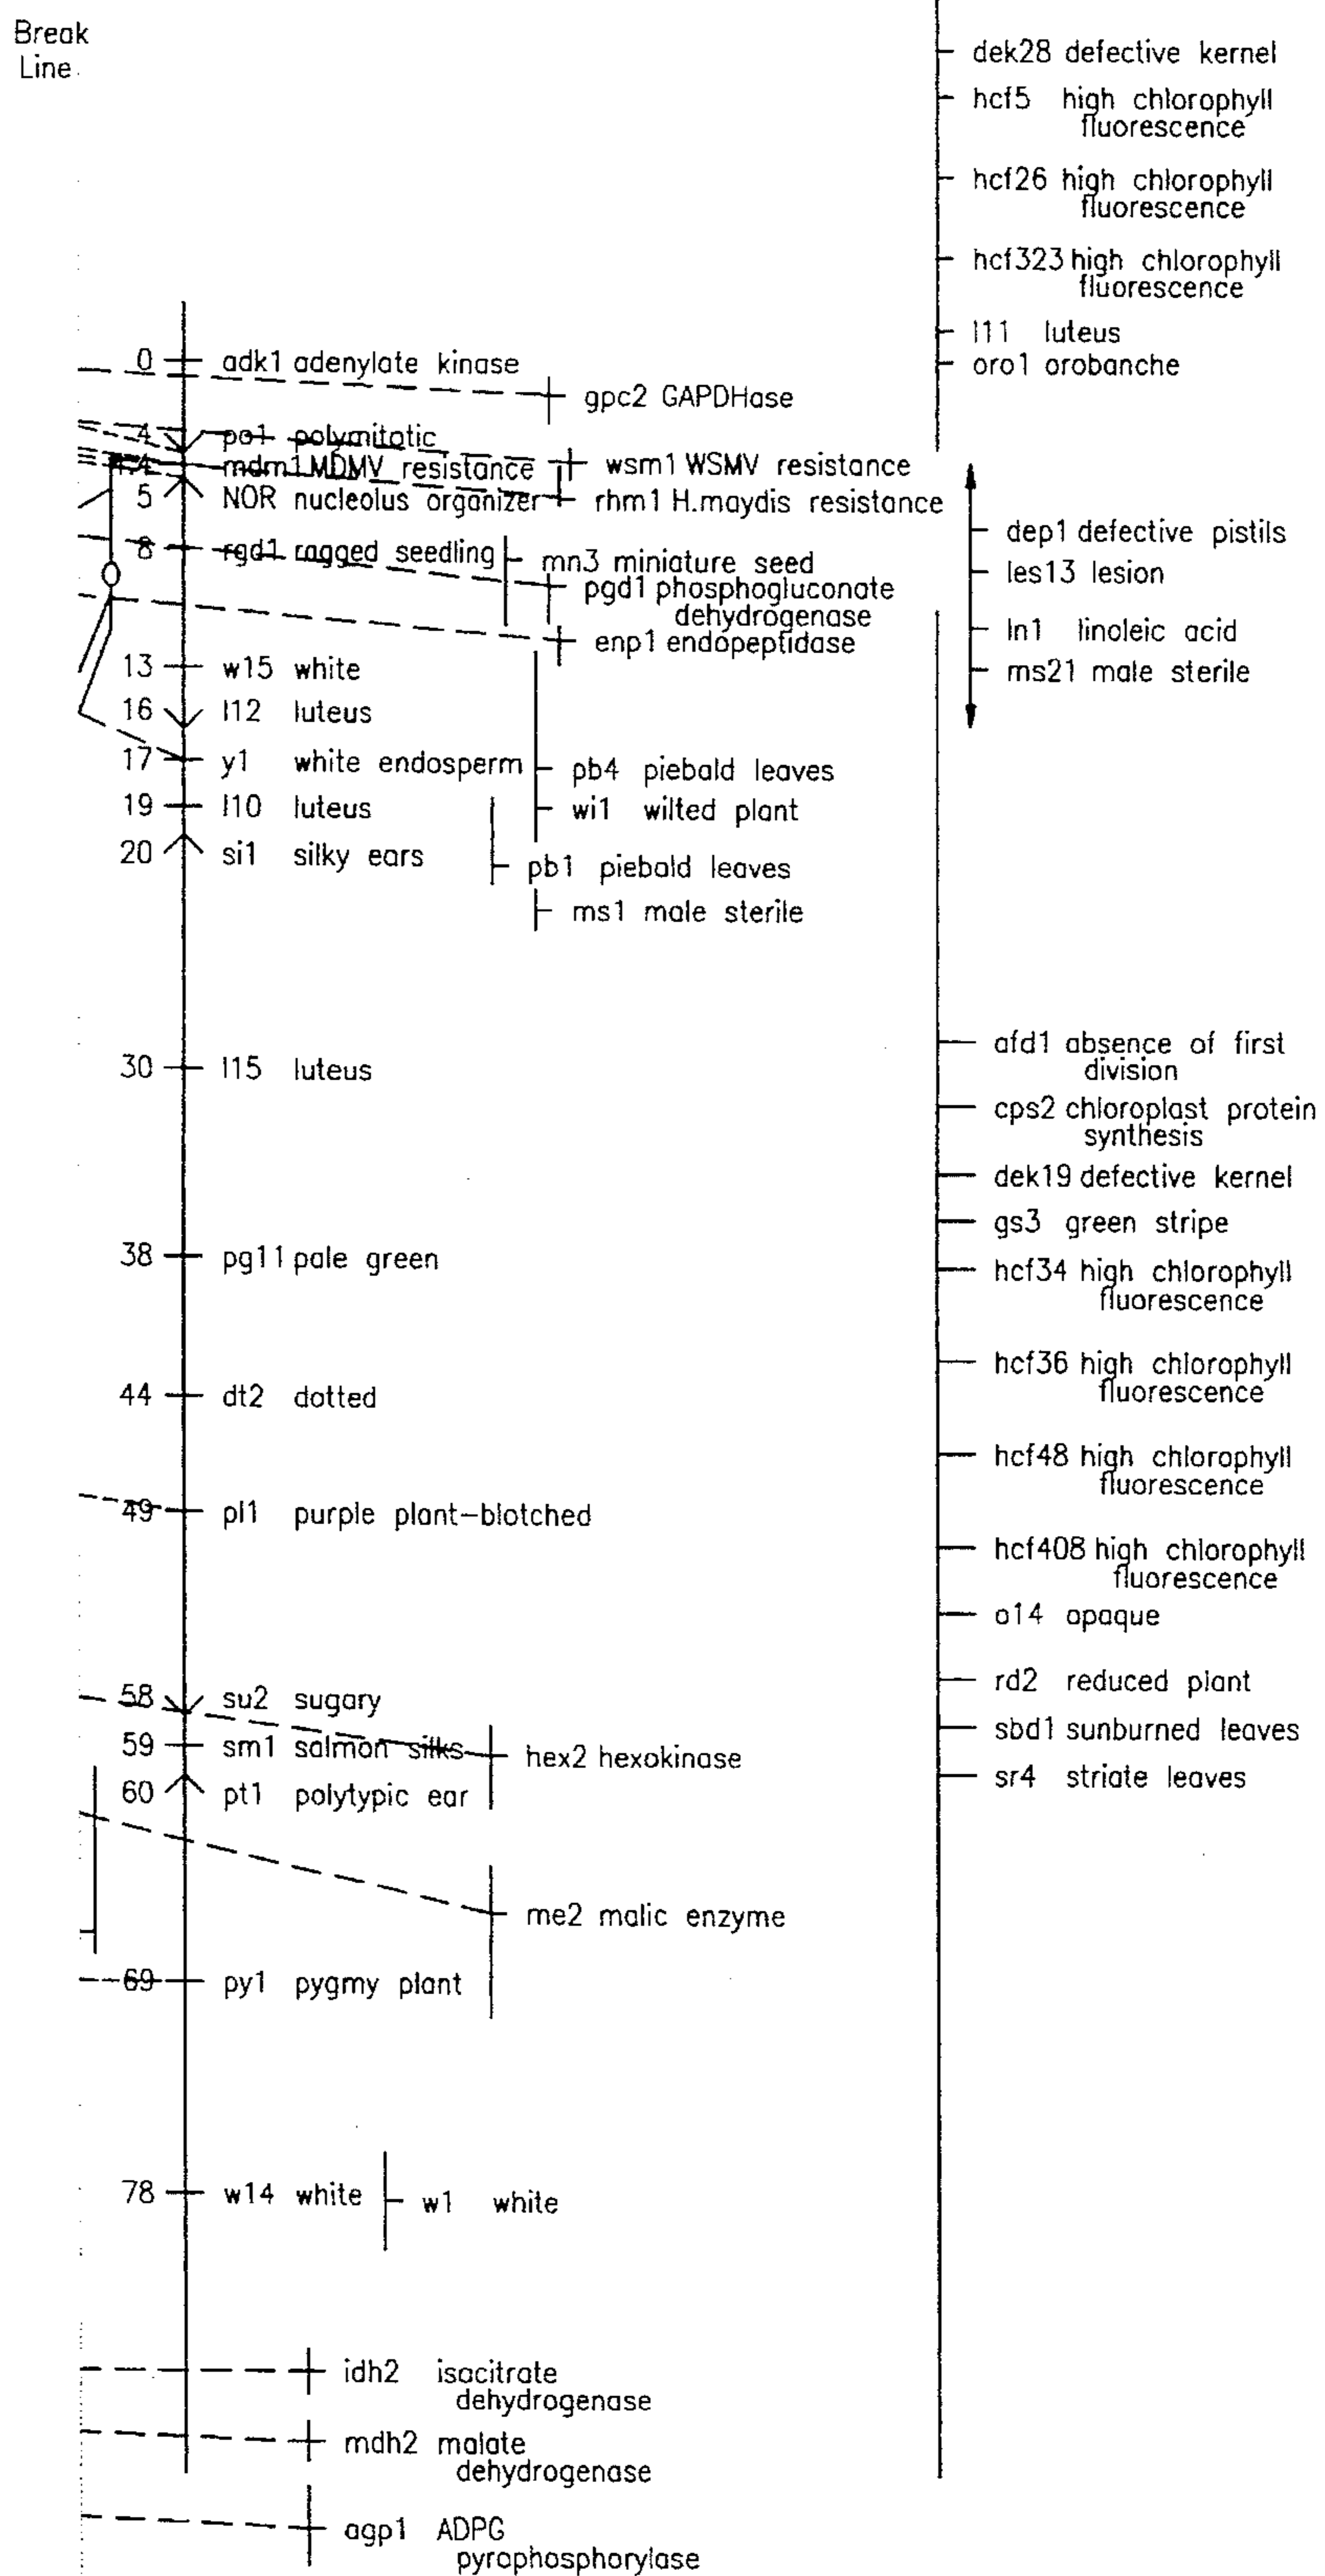 Break
Line
0 adk1 adenylate kinase
gpc2 GAPDHase
4 po1 polymitotic
wsm1 WSMV resistance
mdm1 MDMV resistance
5 NOR nucleolus organizer
rhm1 H.maydis resistance
8 rgd1 ragged seedling
mn3 miniature seed
pgd1 phosphogluconate
dehydrogenase
enp1 endopeptidase
13 w15 white
16 l12 luteus
17 y1 white endosperm
pb4 piebald leaves
19 l10 luteus
wi1 wilted plant
20 si1 silky ears
pb1 piebald leaves
ms1 male sterile
30 l15 luteus
38 pg11 pale green
44 dt2 dotted
49 pl1 purple plant-blotched
58 su2 sugary
59 sm1 salmon silks
hex2 hexokinase
60 pt1 polytypic ear
me2 malic enzyme
69 py1 pygmy plant
78 w14 white
w1 white
idh2 isocitrate
dehydrogenase
mdh2 malate
dehydrogenase
agp1 ADPG
pyrophosphorylase
dek28 defective kernel
hcf5 high chlorophyll
fluorescence
hcf26 high chlorophyll
fluorescence
hcf323 high chlorophyll
fluorescence
l11 luteus
oro1 orobanche
dep1 defective pistils
les13 lesion
ln1 linoleic acid
ms21 male sterile
afd1 absence of first
division
cps2 chloroplast protein
synthesis
dek19 defective kernel
gs3 green stripe
hcf34 high chlorophyll
fluorescence
hcf36 high chlorophyll
fluorescence
hcf48 high chlorophyll
fluorescence
hcf408 high chlorophyll
fluorescence
o14 opaque
rd2 reduced plant
sbd1 sunburned leaves
sr4 striate leaves